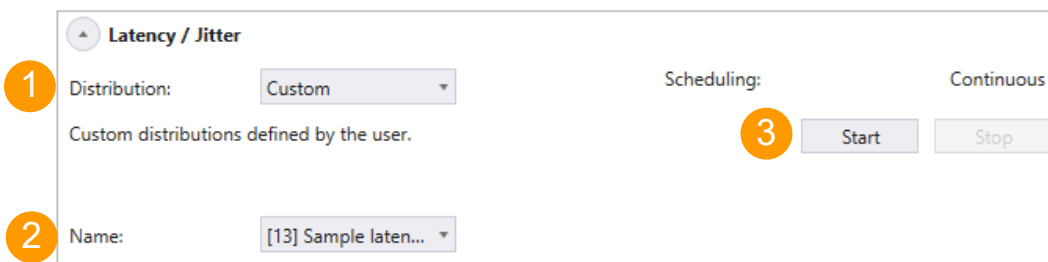 Latency / Jitter
1 Distribution: Custom Scheduling: Continuous
Custom distributions defined by the user.
3 Start Stop
2 Name: [13] Sample laten...